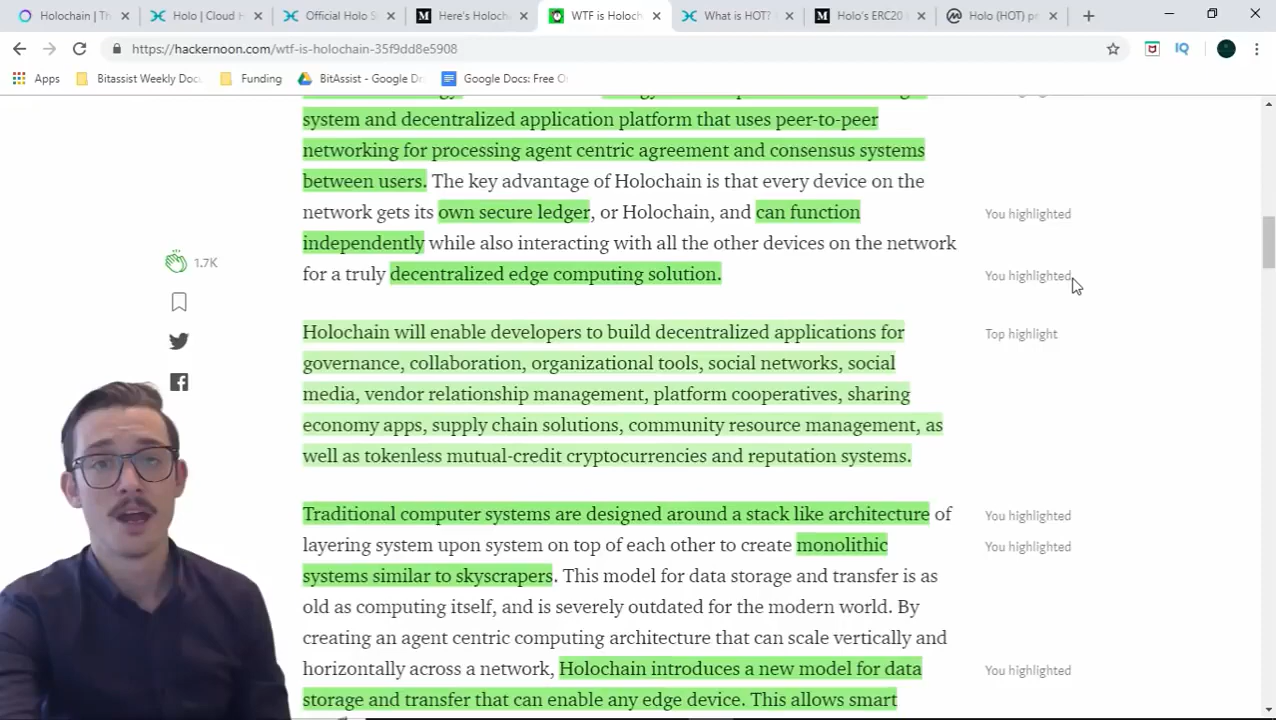 Holochain | Th
Holo | Cloud H
Official Holo S
Here's Holoch
WTF is Holoch
What is HOT?
Holo's ERC20
Holo (HOT) p
https://hackernoon.com/wtf-is-holochain-35f9dd8e5908
IQ
Apps
Bitassist Weekly Doc
Funding
BitAssist - Google Dr
Google Docs: Free O
system and decentralized application platform that uses peer-to-peer
networking for processing agent centric agreement and consensus systems
between users. The key advantage of Holochain is that every device on the
network gets its own secure ledger, or Holochain, and can function
You highlighted
independently while also interacting with all the other devices on the network
1.7K
for a truly decentralized edge computing solution.
You highlighted
Holochain will enable developers to build decentralized applications for
Top highlight
governance, collaboration, organizational tools, social networks, social
media, vendor relationship management, platform cooperatives, sharing
economy apps, supply chain solutions, community resource management, as
well as tokenless mutual-credit cryptocurrencies and reputation systems.
Traditional computer systems are designed around a stack like architecture of
You highlighted
layering system upon system on top of each other to create monolithic
You highlighted
systems similar to skyscrapers. This model for data storage and transfer is as
old as computing itself, and is severely outdated for the modern world. By
creating an agent centric computing architecture that can scale vertically and
horizontally across a network, Holochain introduces a new model for data
You highlighted
storage and transfer that can enable any edge device. This allows smart